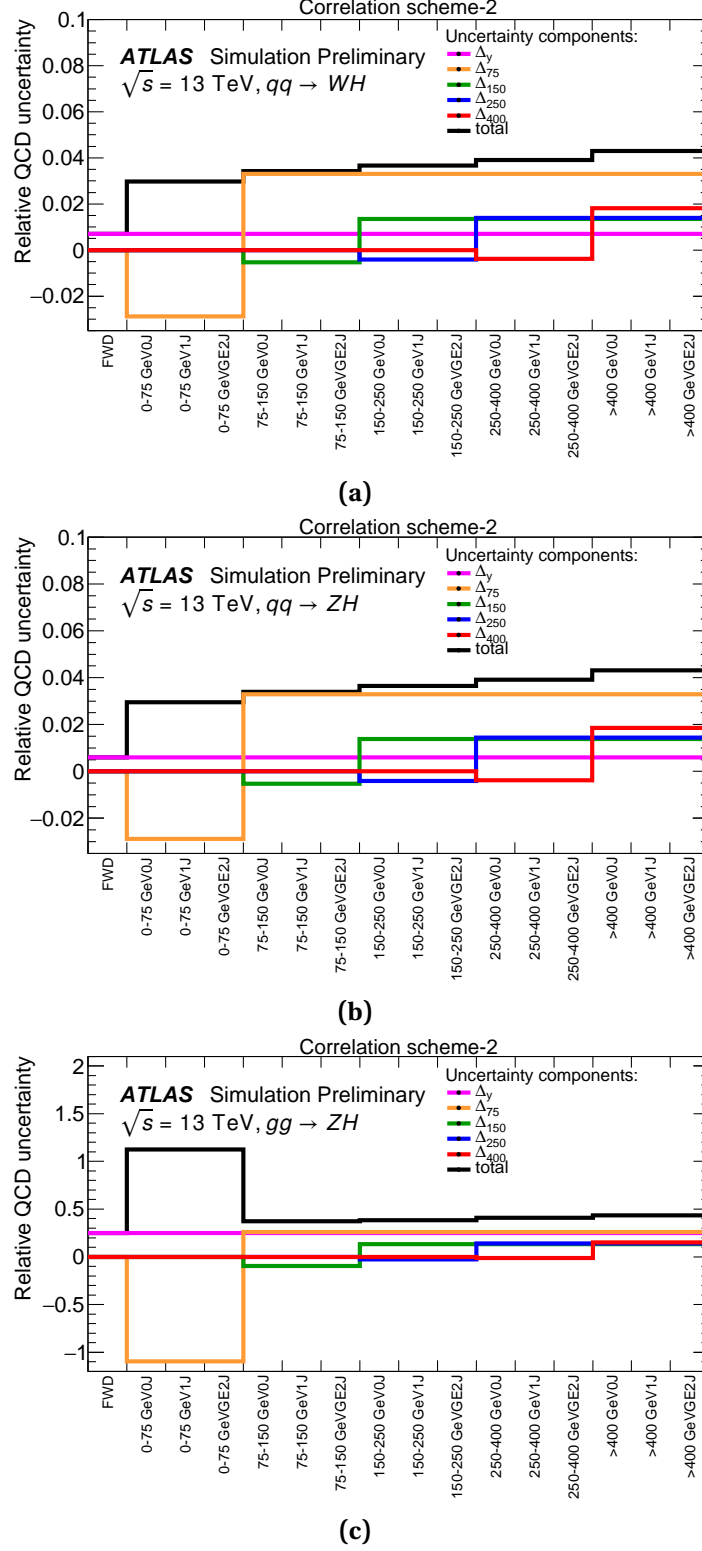 Correlation scheme-2
Relative QCD uncertainty
0.1
0.08
0.06
0.04
0.02
0
−0.02
ATLAS Simulation Preliminary
√s = 13 TeV, qq → WH
Uncertainty components:
Δy
Δ75
Δ150
Δ250
Δ400
total
FWD
0-75 GeV0J
0-75 GeV1J
0-75 GeVGE2J
75-150 GeV0J
75-150 GeV1J
75-150 GeVGE2J
150-250 GeV0J
150-250 GeV1J
150-250 GeVGE2J
250-400 GeV0J
250-400 GeV1J
250-400 GeVGE2J
>400 GeV0J
>400 GeV1J
>400 GeVGE2J
(a)
Correlation scheme-2
Relative QCD uncertainty
0.1
0.08
0.06
0.04
0.02
0
−0.02
ATLAS Simulation Preliminary
√s = 13 TeV, qq → ZH
Uncertainty components:
Δy
Δ75
Δ150
Δ250
Δ400
total
FWD
0-75 GeV0J
0-75 GeV1J
0-75 GeVGE2J
75-150 GeV0J
75-150 GeV1J
75-150 GeVGE2J
150-250 GeV0J
150-250 GeV1J
150-250 GeVGE2J
250-400 GeV0J
250-400 GeV1J
250-400 GeVGE2J
>400 GeV0J
>400 GeV1J
>400 GeVGE2J
(b)
Correlation scheme-2
Relative QCD uncertainty
2
1.5
1
0.5
0
−0.5
−1
ATLAS Simulation Preliminary
√s = 13 TeV, gg → ZH
Uncertainty components:
Δy
Δ75
Δ150
Δ250
Δ400
total
FWD
0-75 GeV0J
0-75 GeV1J
0-75 GeVGE2J
75-150 GeV0J
75-150 GeV1J
75-150 GeVGE2J
150-250 GeV0J
150-250 GeV1J
150-250 GeVGE2J
250-400 GeV0J
250-400 GeV1J
250-400 GeVGE2J
>400 GeV0J
>400 GeV1J
>400 GeVGE2J
(c)